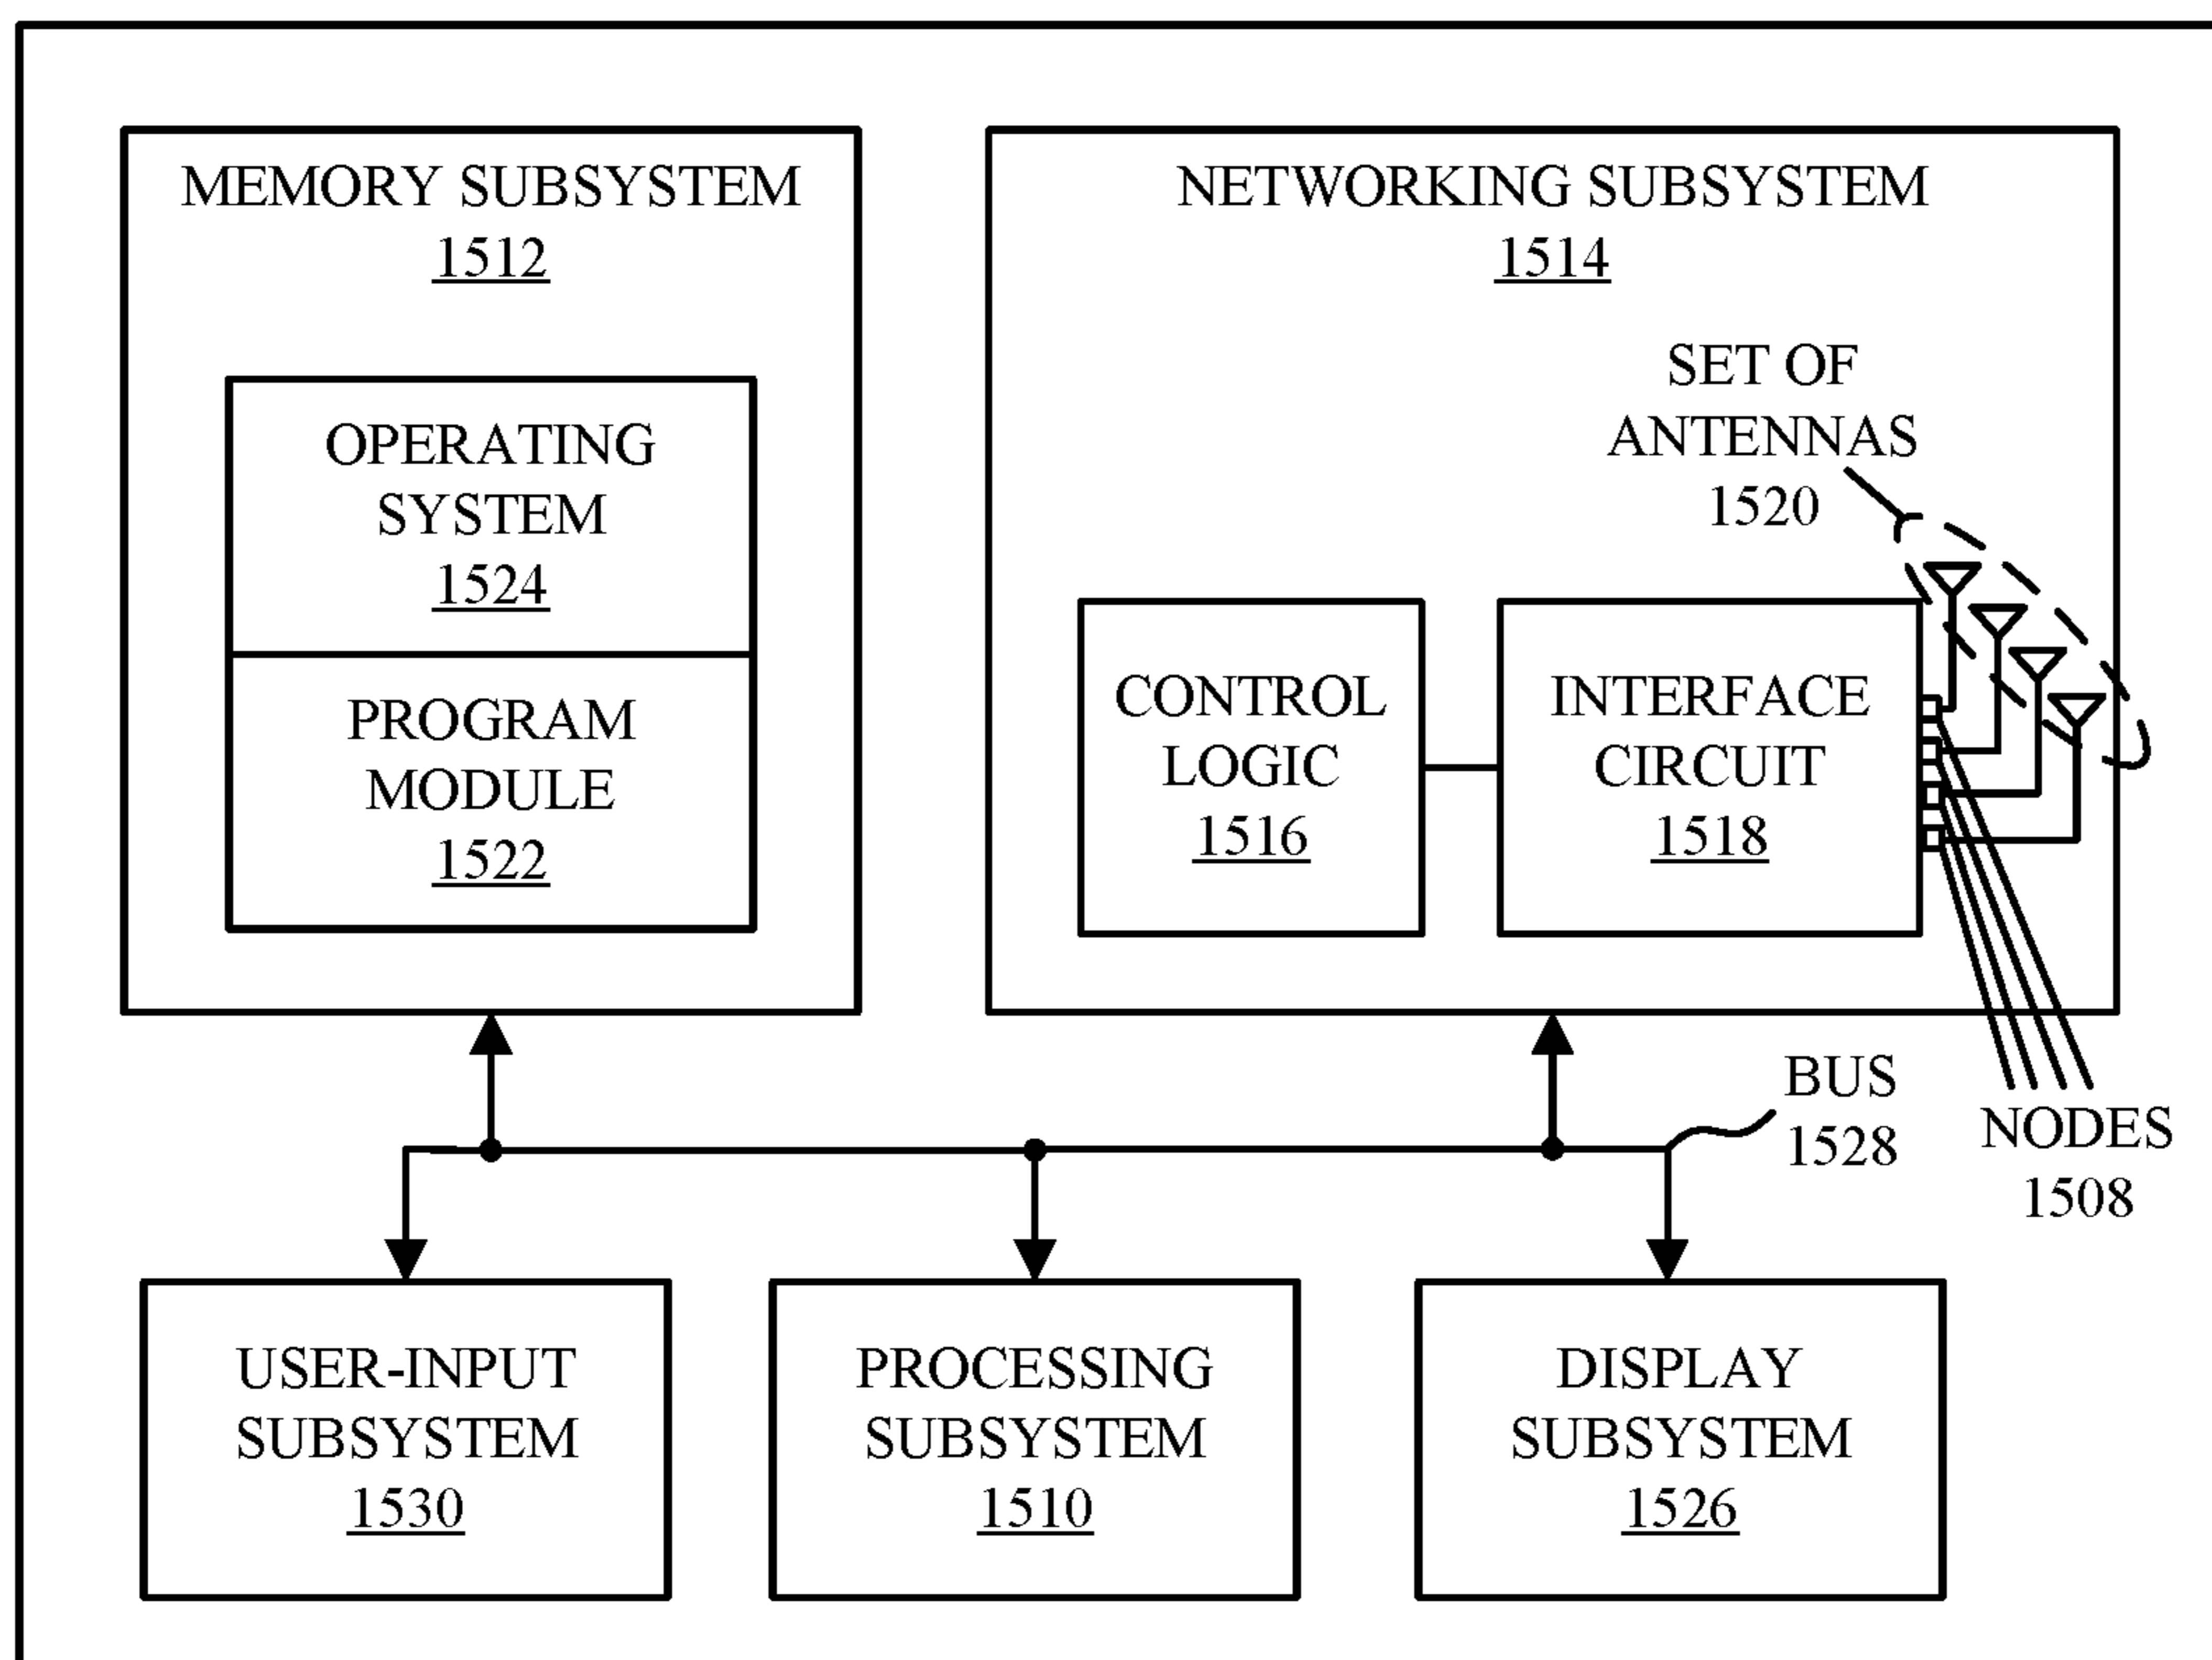 MEMORY SUBSYSTEM
1512
OPERATING
SYSTEM
1524
PROGRAM
MODULE
1522
NETWORKING SUBSYSTEM
1514
SET OF
ANTENNAS
1520
CONTROL
LOGIC
1516
INTERFACE
CIRCUIT
1518
BUS
1528
NODES
1508
USER-INPUT
SUBSYSTEM
1530
PROCESSING
SUBSYSTEM
1510
DISPLAY
SUBSYSTEM
1526